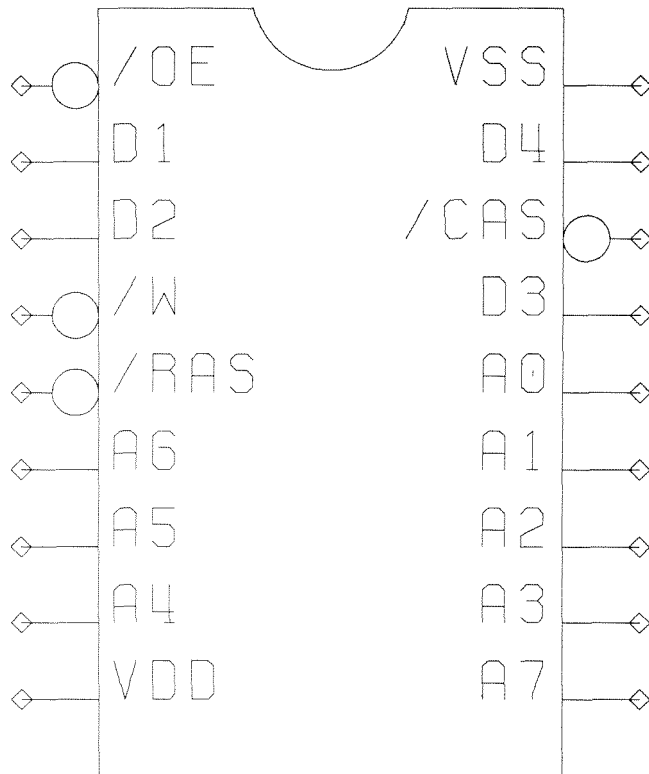 /OE VSS
D1 D4
D2 /CAS
/W D3
/RAS A0
A6 A1
A5 A2
A4 A3
VDD A7